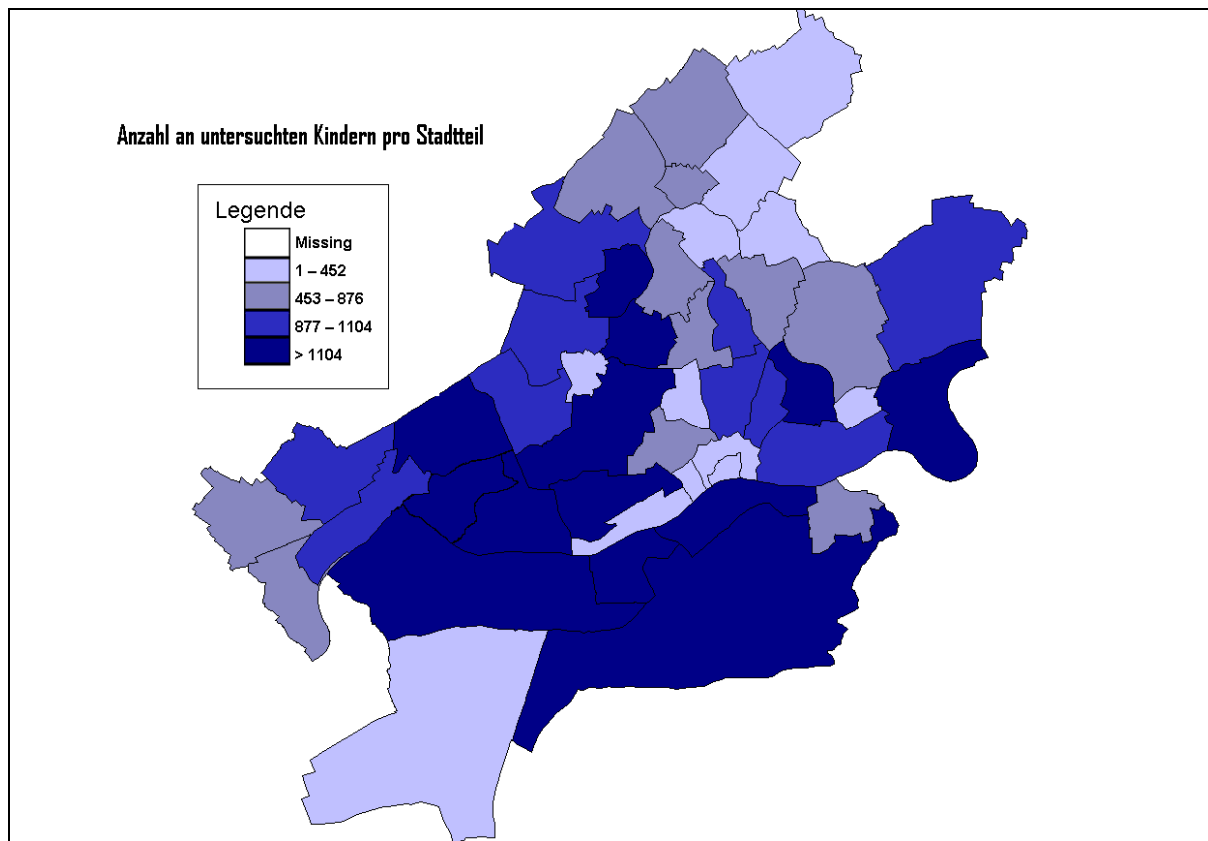 Anzahl an untersuchten Kindern pro Stadtteil
Legende
Missing
1 – 452
453 – 876
877 – 1104
> 1104